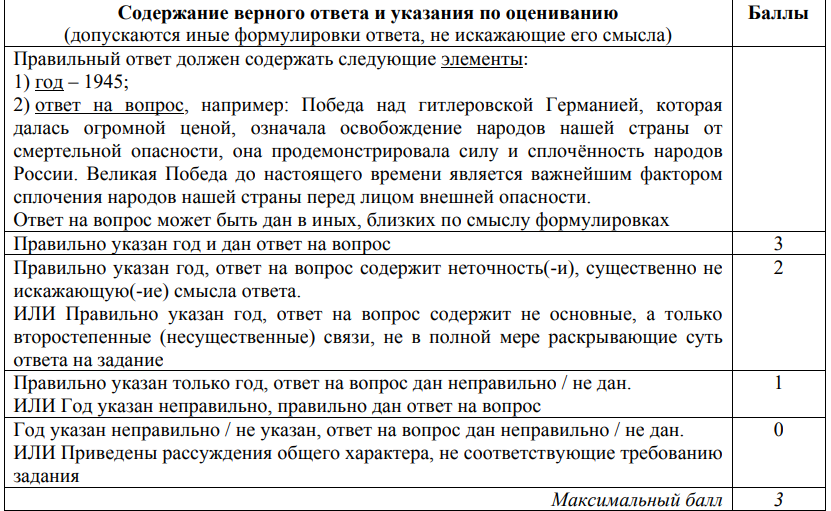 Содержание верного ответа и указания по оцениванию Баллы
(допускаются иные формулировки ответа, не искажающие его смысла)
Правильный ответ должен содержать следующие элементы:
1) год – 1945;
2) ответ на вопрос, например: Победа над гитлеровской Германией, которая
далась огромной ценой, означала освобождение народов нашей страны от
смертельной опасности, она продемонстрировала силу и сплочённость народов
России. Великая Победа до настоящего времени является важнейшим фактором
сплочения народов нашей страны перед лицом внешней опасности.
Ответ на вопрос может быть дан в иных, близких по смыслу формулировках
Правильно указан год и дан ответ на вопрос 3
Правильно указан год, ответ на вопрос содержит неточность(-и), существенно не 2
искажающую(-ие) смысла ответа.
ИЛИ Правильно указан год, ответ на вопрос содержит не основные, а только
второстепенные (несущественные) связи, не в полной мере раскрывающие суть
ответа на задание
Правильно указан только год, ответ на вопрос дан неправильно / не дан. 1
ИЛИ Год указан неправильно, правильно дан ответ на вопрос
Год указан неправильно / не указан, ответ на вопрос дан неправильно / не дан. 0
ИЛИ Приведены рассуждения общего характера, не соответствующие требованию
задания
Максимальный балл 3